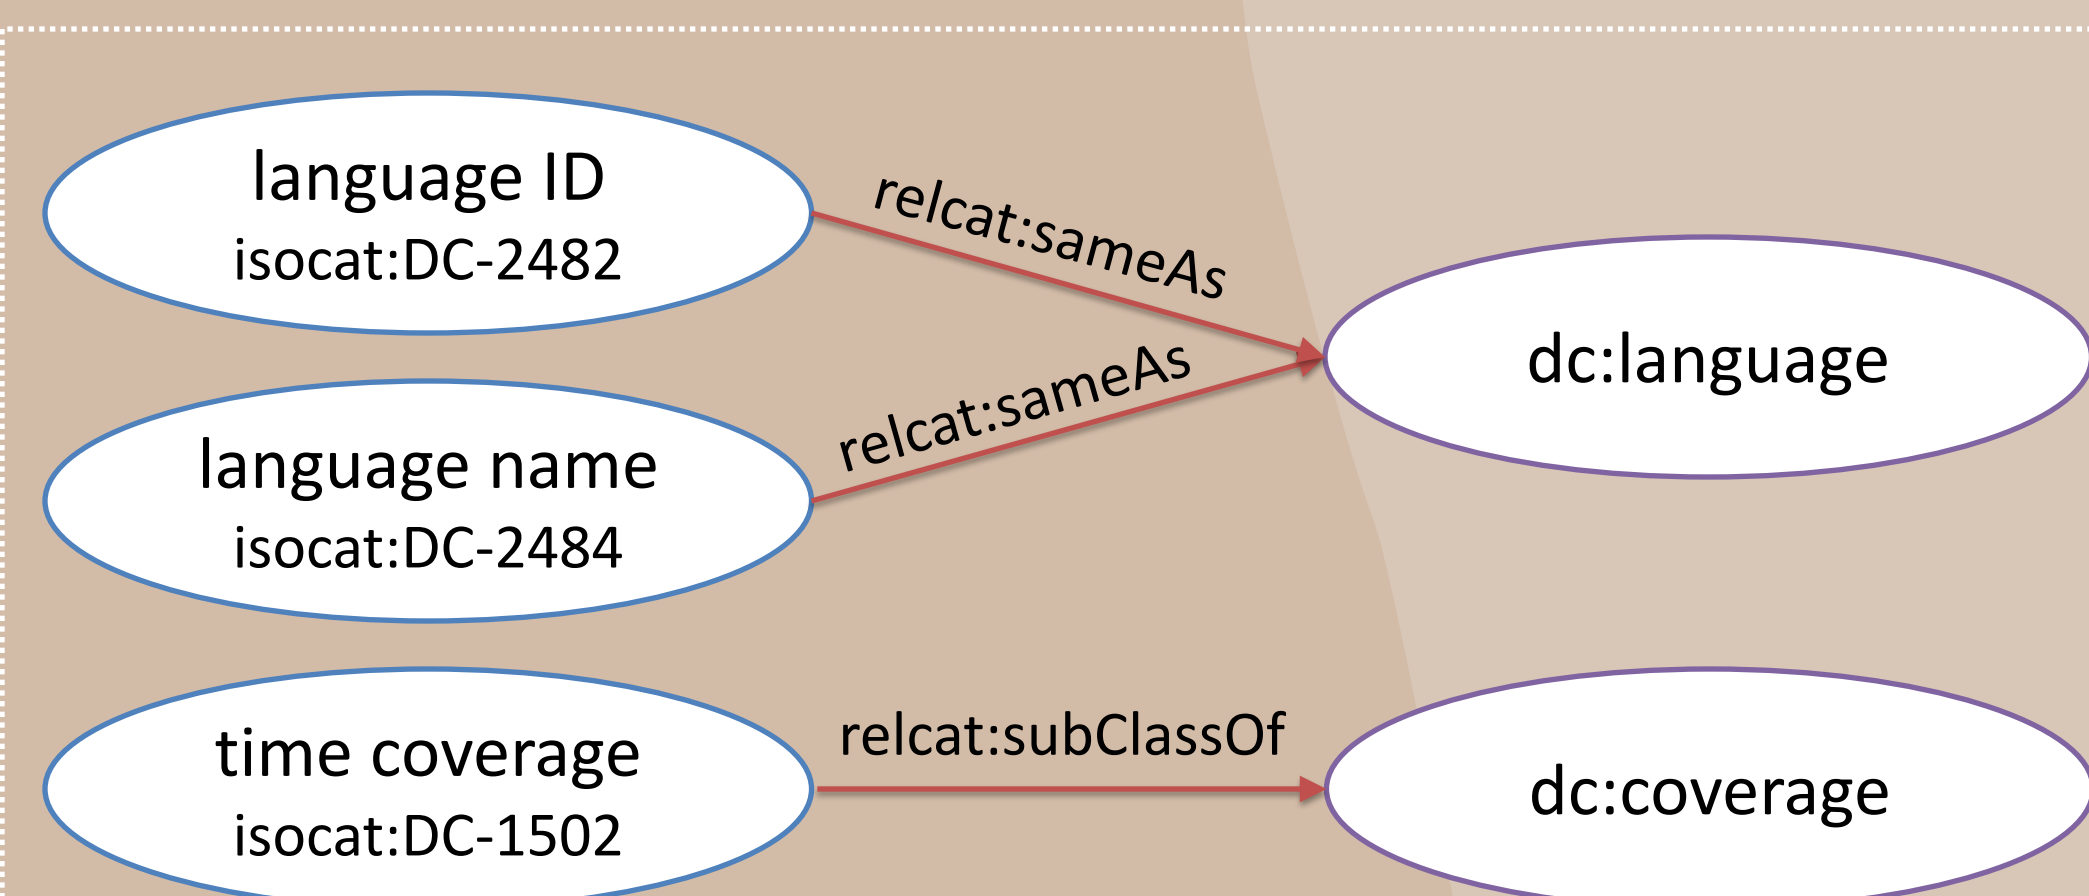 language ID
isocat:DC-2482
relcat:sameAs
dc:language
relcat:sameAs
language name
isocat:DC-2484
time coverage
isocat:DC-1502
relcat:subClassOf
dc:coverage